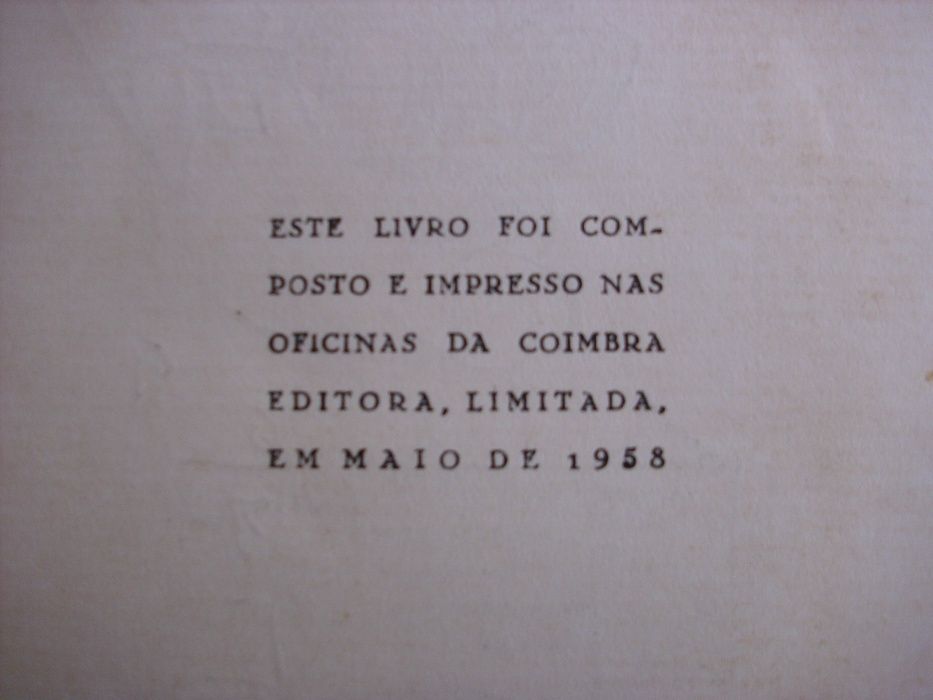 ESTE LIVRO FOI COM-
POSTO E IMPRESSO NAS
OFICINAS DA COIMBRA
EDITORA, LIMITADA,
EM MAIO DE 1958